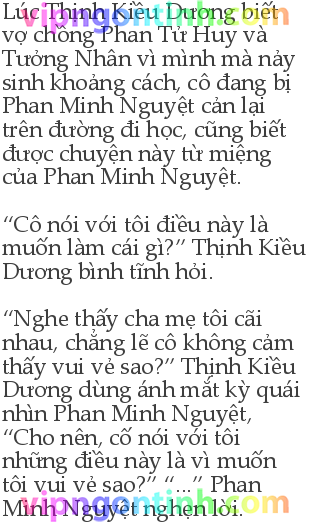 Lúc Thịnh Kiều Dương biết
vợ chồng Phan Tử Huy và
Tưởng Nhân vì mình mà nảy
sinh khoảng cách, cô đang bị
Phan Minh Nguyệt cản lại
trên đường đi học, cũng biết
được chuyện này từ miệng
của Phan Minh Nguyệt.
“Cô nói với tôi điều này là
muốn làm cái gì?” Thịnh Kiều
Dương bình tĩnh hỏi.
“Nghe thấy cha mẹ tôi cãi
nhau, chẳng lẽ cô không cảm
thấy vui vẻ sao?” Thịnh Kiều
Dương dùng ánh mắt kỳ quái
nhìn Phan Minh Nguyệt,
“Cho nên, cố nói với tôi
những điều này là vì muốn
tôi vui vẻ sao?” “...” Phan
Minh Nguyệt nghẹn lời.
vipngontinh.com
vipngontinh.com